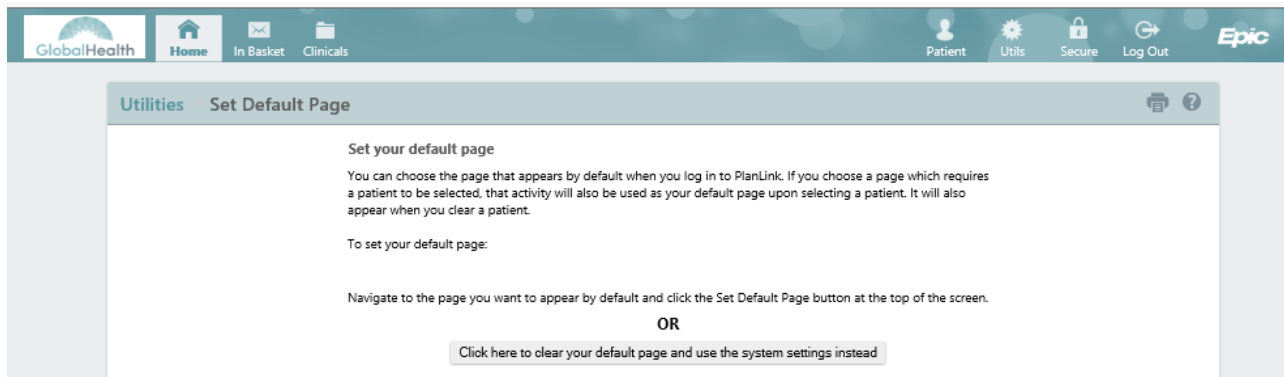 GlobalHealth
Home
In Basket
Clinicals
Patient
Utils
Secure
Log Out
Epic
Utilities Set Default Page
Set your default page
You can choose the page that appears by default when you log in to PlanLink. If you choose a page which requires
a patient to be selected, that activity will also be used as your default page upon selecting a patient. It will also
appear when you clear a patient.
To set your default page:
Navigate to the page you want to appear by default and click the Set Default Page button at the top of the screen.
OR
Click here to clear your default page and use the system settings instead